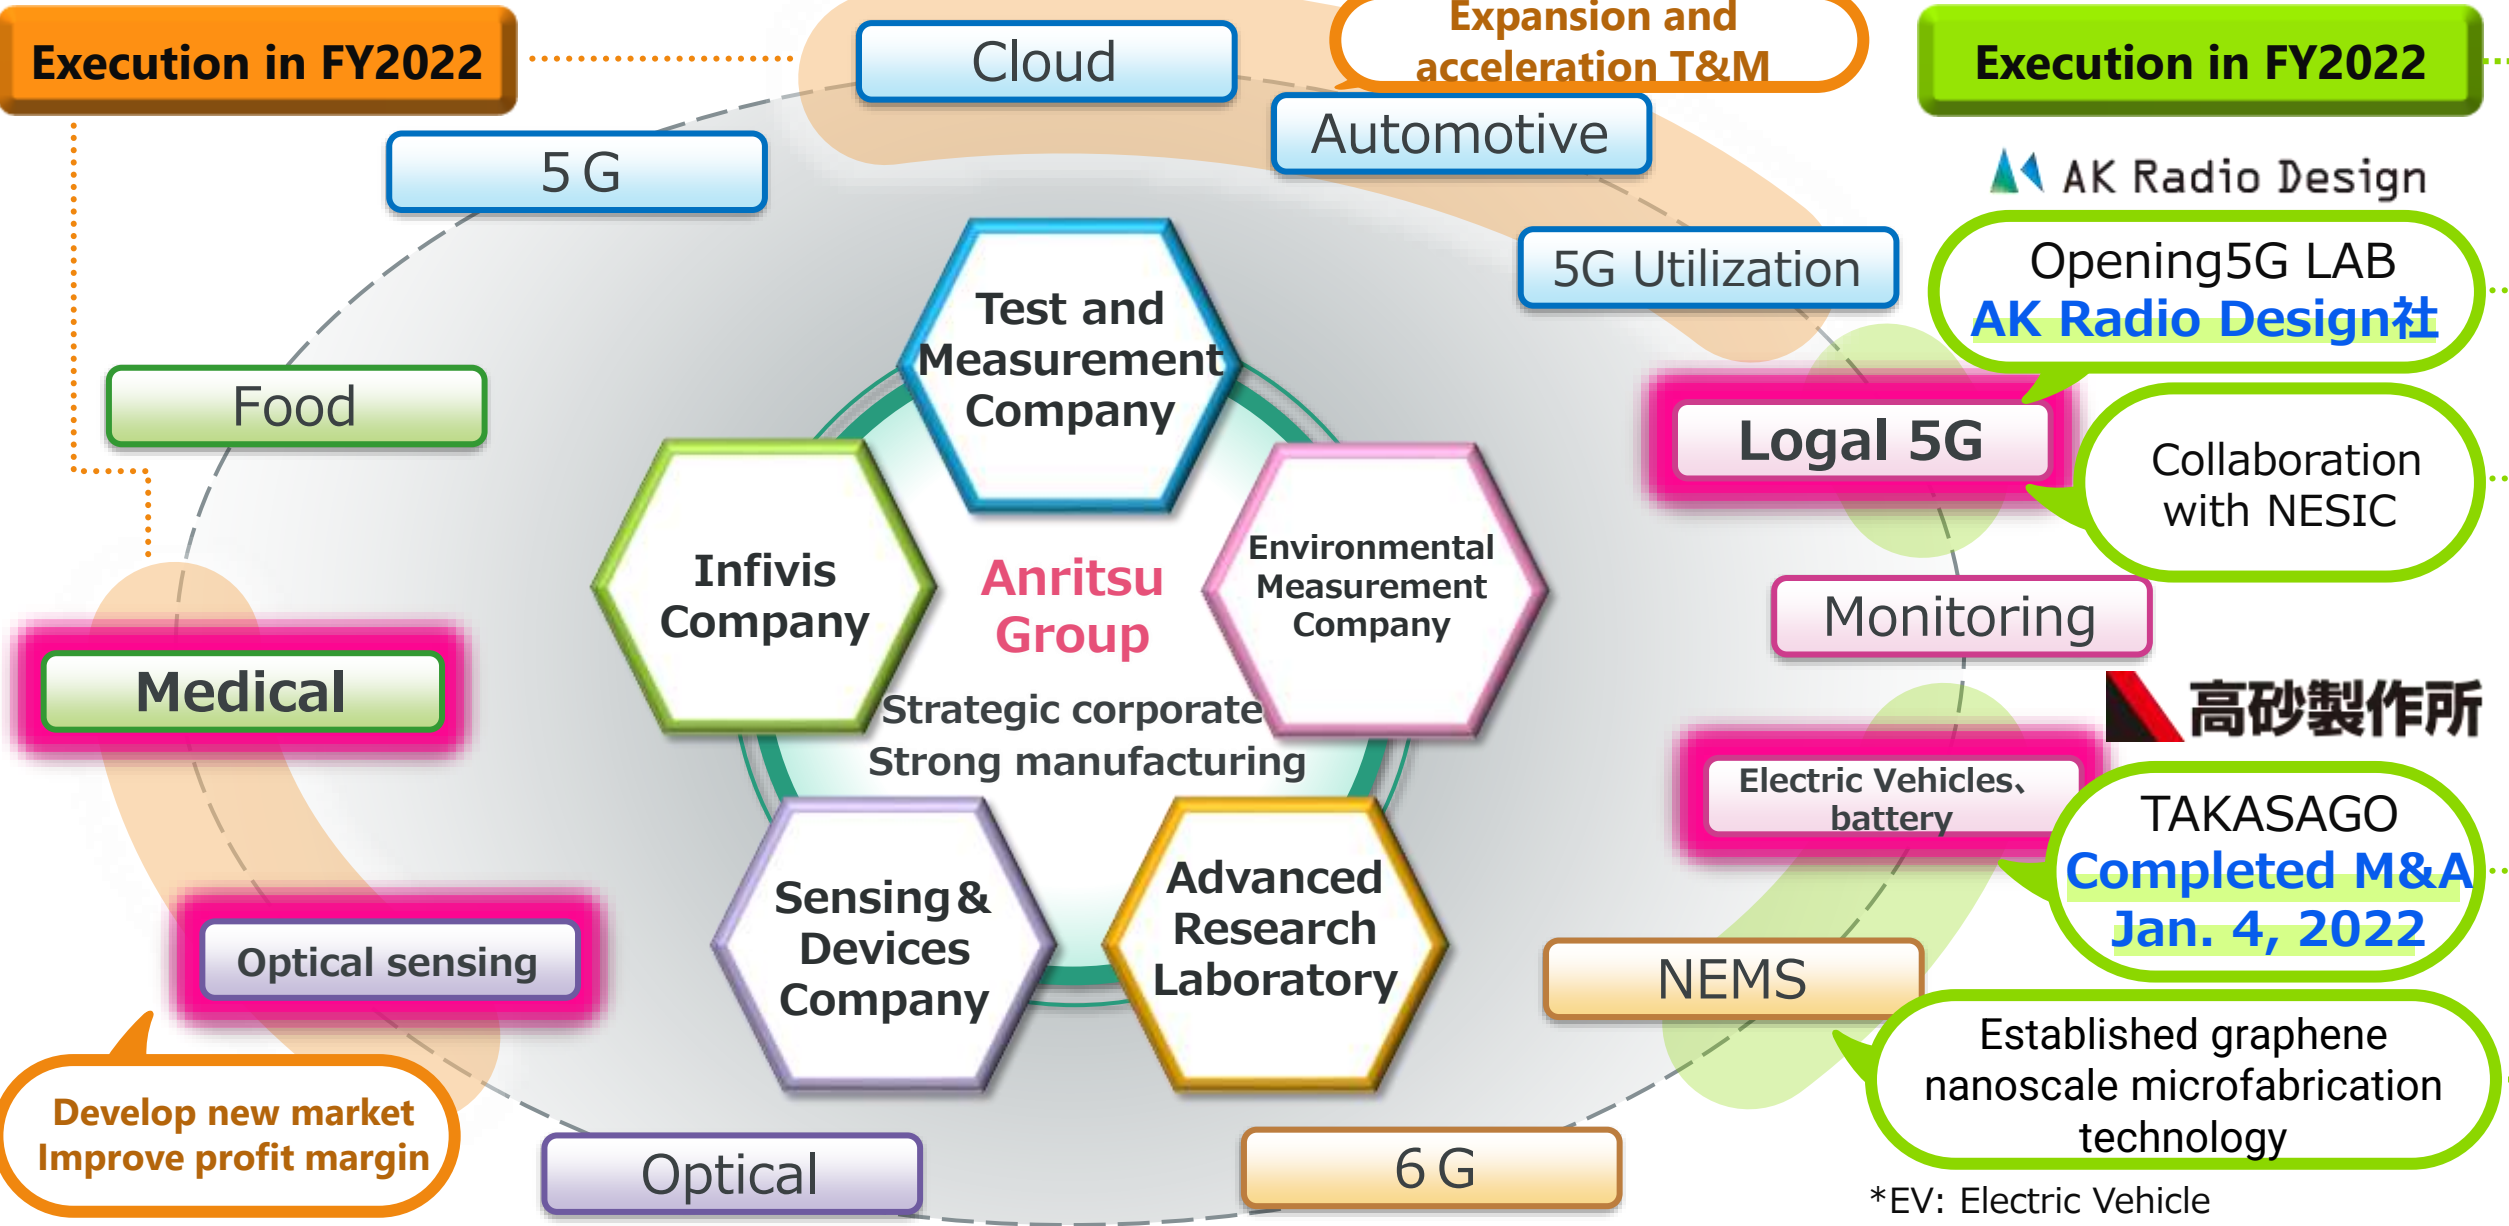 Execution in FY2022
Cloud
Expansion and
acceleration T&M
Execution in FY2022
5G
Automotive
AK Radio Design
5G Utilization
Opening5G LAB
AK Radio Design社
Test and
Measurement
Company
Food
Logal 5G
Collaboration
with NESIC
Infivis
Company
Anritsu
Group
Environmental
Measurement
Company
Monitoring
Medical
Strategic corporate
Strong manufacturing
高砂製作所
Electric Vehicles、
battery
TAKASAGO
Completed M&A
Jan. 4, 2022
Optical sensing
Sensing&
Devices
Company
Advanced
Research
Laboratory
NEMS
Established graphene
nanoscale microfabrication
technology
Develop new market
Improve profit margin
Optical
6G
*EV: Electric Vehicle